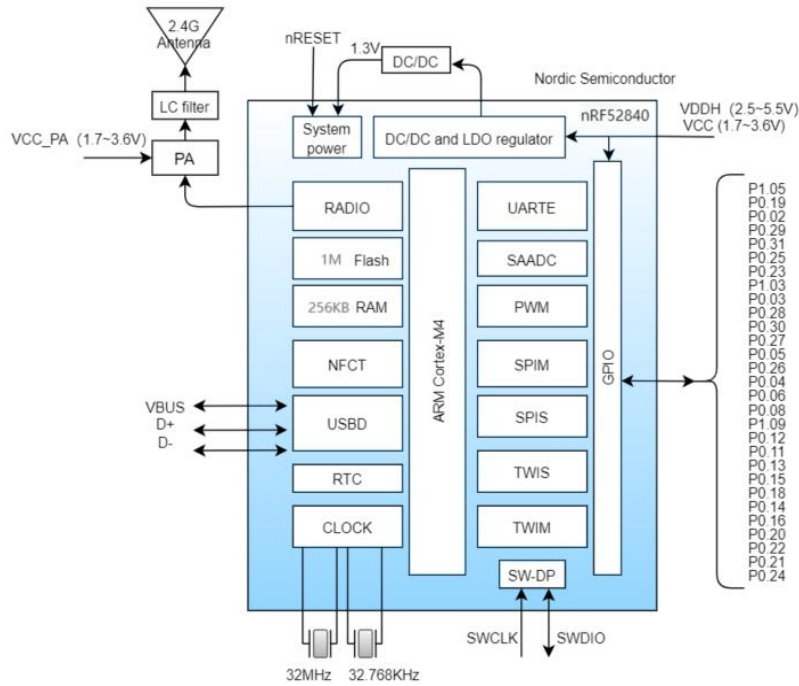 2.4G
Antenna
nRESET
1.3V
DC/DC
Nordic Semiconductor
LC filter
nRF52840
VDDH (2.5~5.5V)
VCC (1.7~3.6V)
VCC_PA (1.7~3.6V)
PA
System
power
DC/DC and LDO regulator
RADIO
1M Flash
256KB RAM
NFCT
USBD
RTC
CLOCK
ARM Cortex-M4
UARTE
SAADC
PWM
SPIM
SPIS
TWIS
TWIM
SW-DP
GPIO
VBUS
D+
D-
P1.05
P0.19
P0.02
P0.29
P0.31
P0.25
P0.23
P1.03
P0.03
P0.28
P0.30
P0.27
P0.05
P0.26
P0.04
P0.06
P0.08
P1.09
P0.12
P0.11
P0.13
P0.15
P0.18
P0.14
P0.16
P0.20
P0.22
P0.21
P0.24
SWCLK
SWDIO
32MHz
32.768KHz